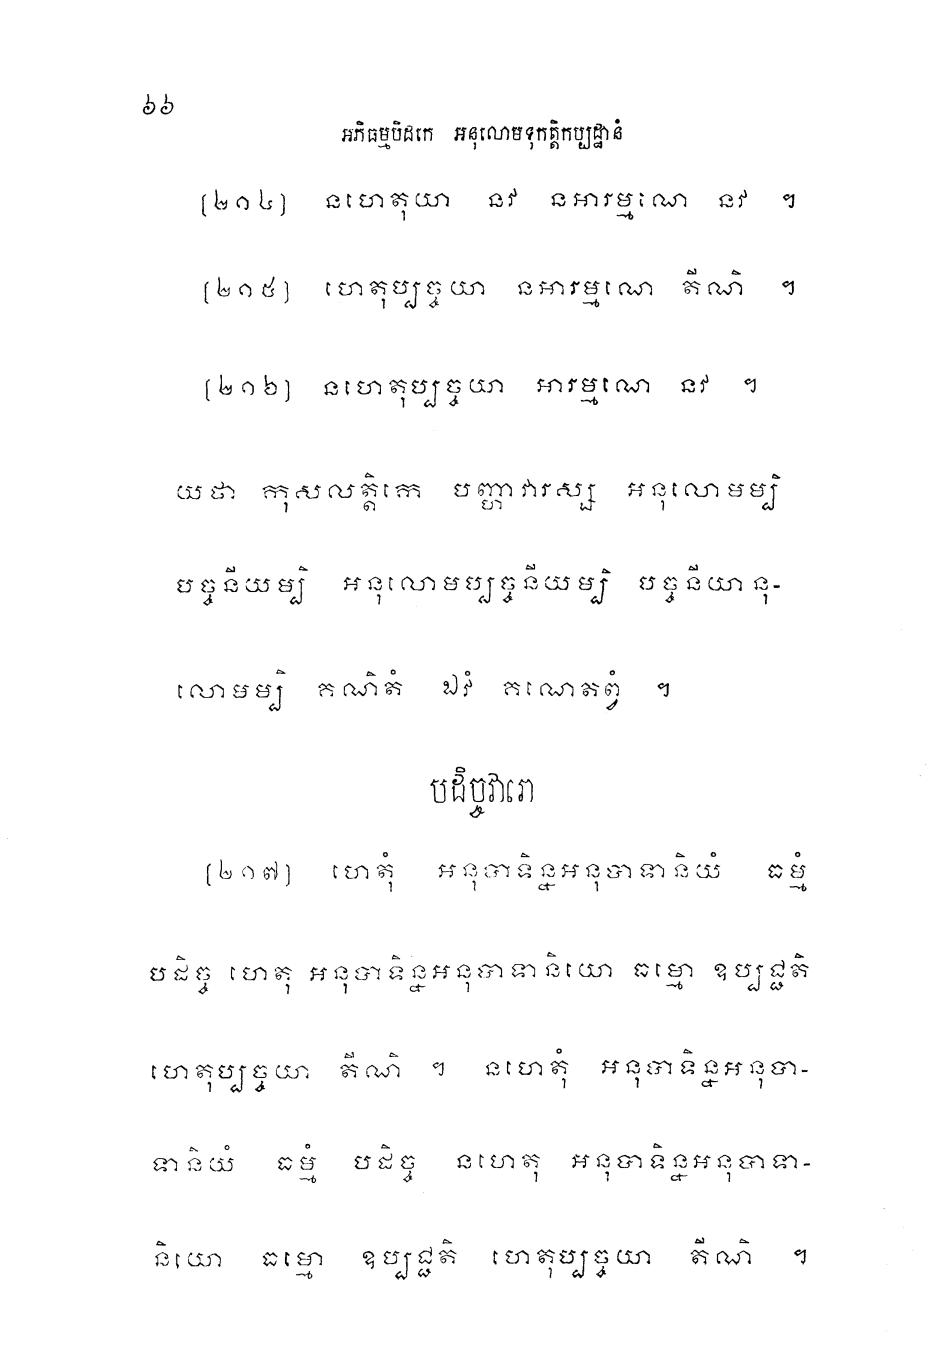 ៦៦
អភិធម្មបិដកេ អនុលោមទុកត្តិកប្បដ្ឋានំ
[២១៤] នហេតុយា នវ នអារម្មណេ នវ ។
[២១៥] ហេតុប្បច្ចយា នអារម្មណេ តីណិ ។
[២១៦] នហេតុប្បច្ចយា អារម្មណេ នវ ។
យថា កុសលត្តិកេ បញ្ហាវារស្ស អនុលោមម្បិ
បច្ចនីយម្បិ អនុលោមប្បច្ចនីយម្បិ បច្ចនីយានុ-
លោមម្បិ គណិតំ ឯវំ គណេតព្វំ ។
បដិច្ចវារោ
[២១៧] ហេតុំ អនុបាទិន្នអនុបាទានិយំ ធម្មំ
បដិច្ច ហេតុ អនុបាទិន្នអនុបាទានិយោ ធម្មោ ឧប្បជ្ជតិ
ហេតុប្បច្ចយា តីណិ ។ នហេតុំ អនុបាទិន្នអនុបា-
ទានិយំ ធម្មំ បដិច្ច នហេតុ អនុបាទិន្នអនុបាទា-
និយោ ធម្មោ ឧប្បជ្ជតិ ហេតុប្បច្ចយា តីណិ ។